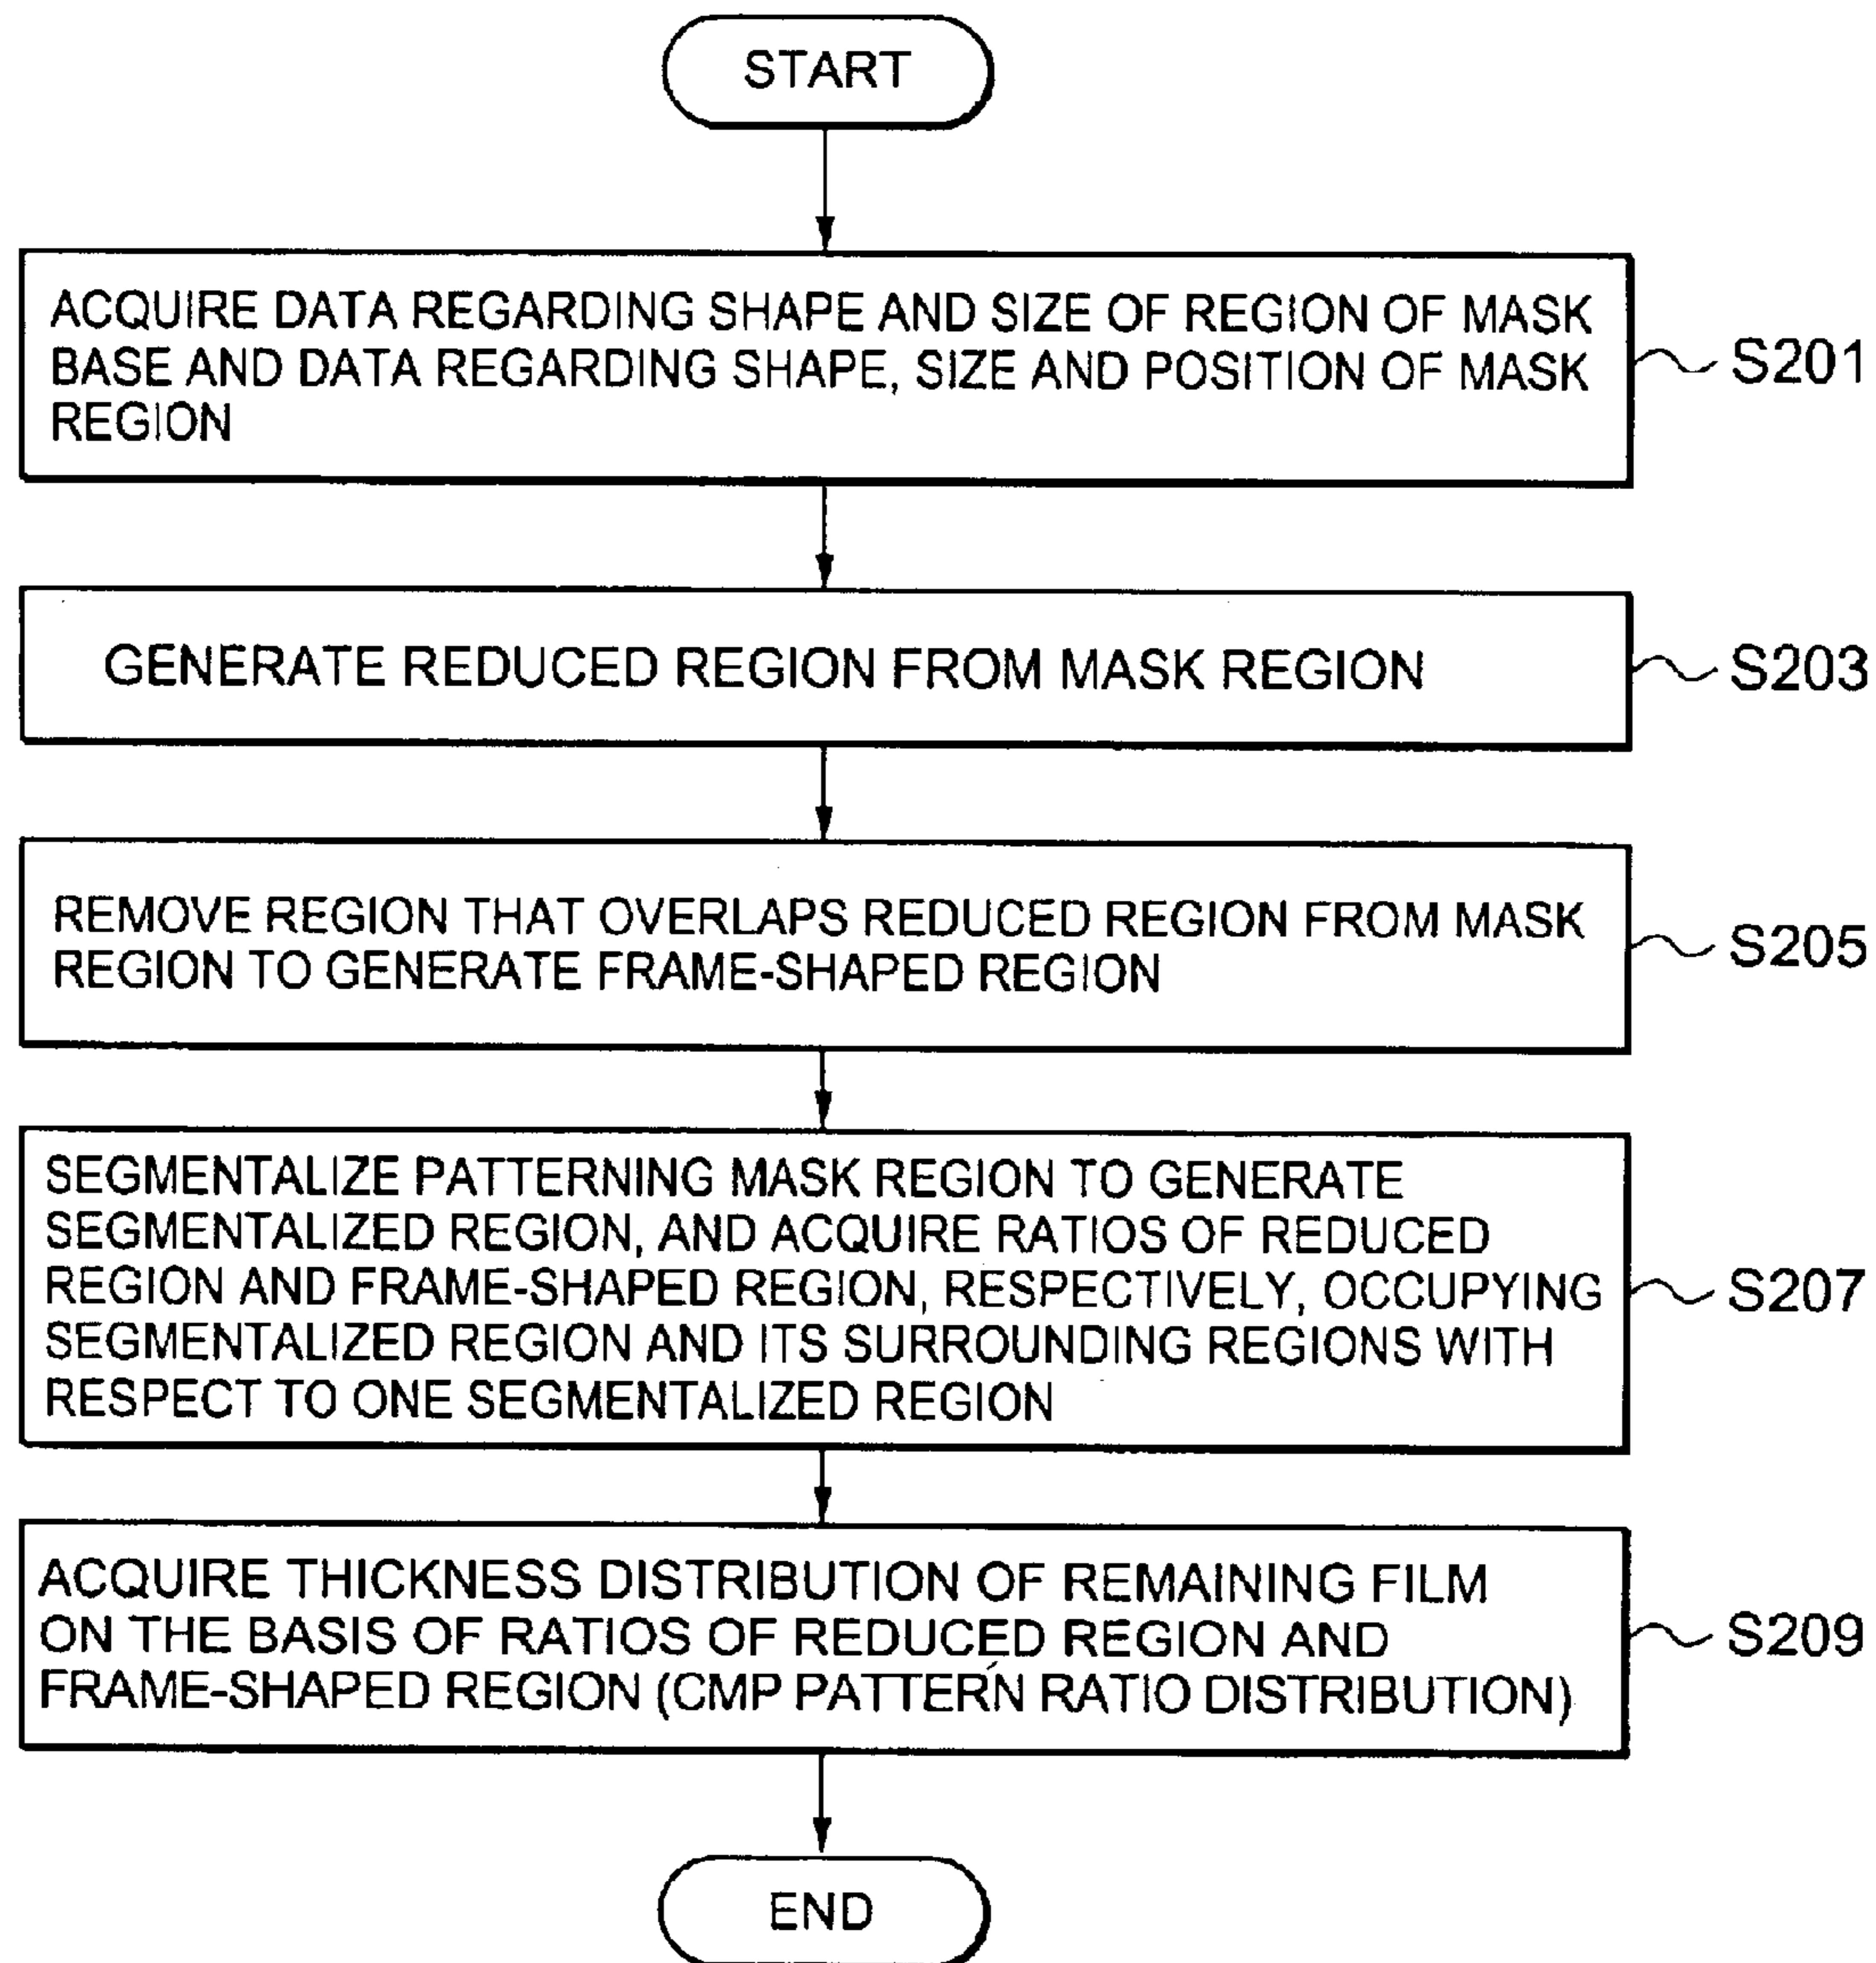 START
ACQUIRE DATA REGARDING SHAPE AND SIZE OF REGION OF MASK
BASE AND DATA REGARDING SHAPE, SIZE AND POSITION OF MASK
REGION
S201
GENERATE REDUCED REGION FROM MASK REGION
S203
REMOVE REGION THAT OVERLAPS REDUCED REGION FROM MASK
REGION TO GENERATE FRAME-SHAPED REGION
S205
SEGMENTALIZE PATTERNING MASK REGION TO GENERATE
SEGMENTALIZED REGION, AND ACQUIRE RATIOS OF REDUCED
REGION AND FRAME-SHAPED REGION, RESPECTIVELY, OCCUPYING
SEGMENTALIZED REGION AND ITS SURROUNDING REGIONS WITH
RESPECT TO ONE SEGMENTALIZED REGION
S207
ACQUIRE THICKNESS DISTRIBUTION OF REMAINING FILM
ON THE BASIS OF RATIOS OF REDUCED REGION AND
FRAME-SHAPED REGION (CMP PATTERN RATIO DISTRIBUTION)
S209
END